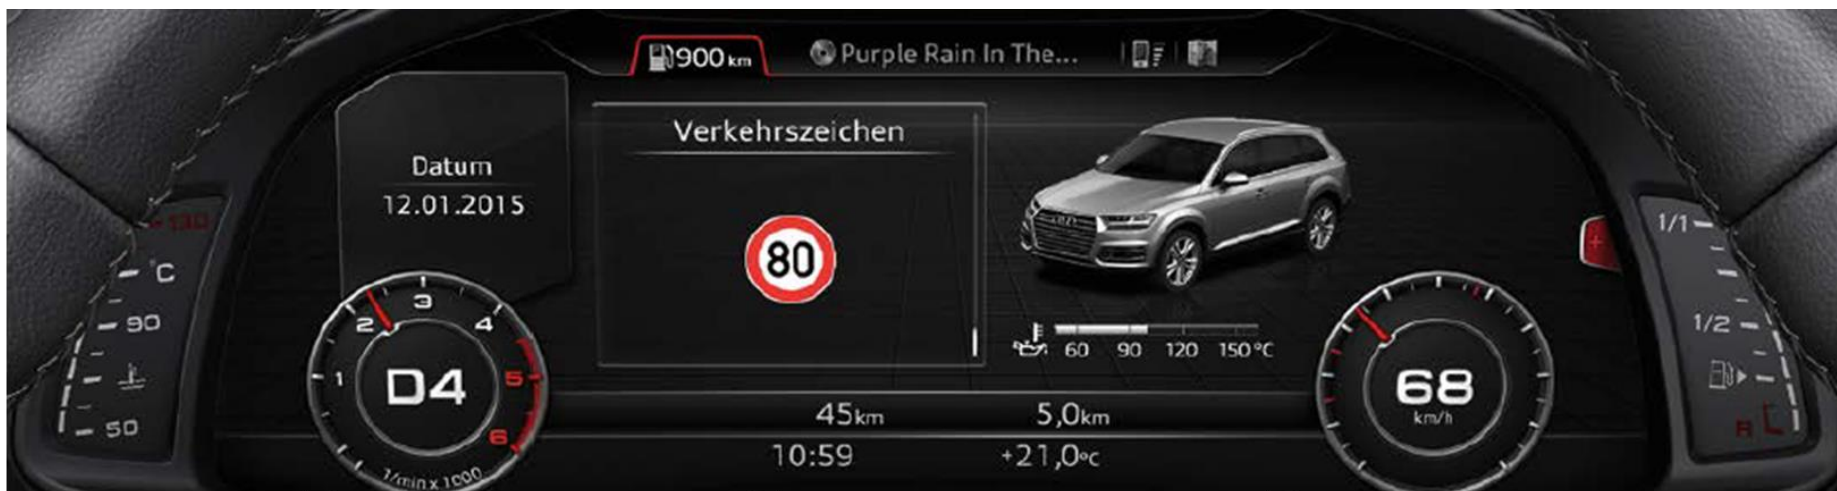 900 km
Purple Rain In The...
Verkehrszeichen
80
Datum
12.01.2015
130
°C
90
50
1
2
3
4
5
6
D4
1/min x 1000
60 90 120 150 °C
68
km/h
+
1/1
1/2
R
45km 5,0km
10:59 +21,0°C